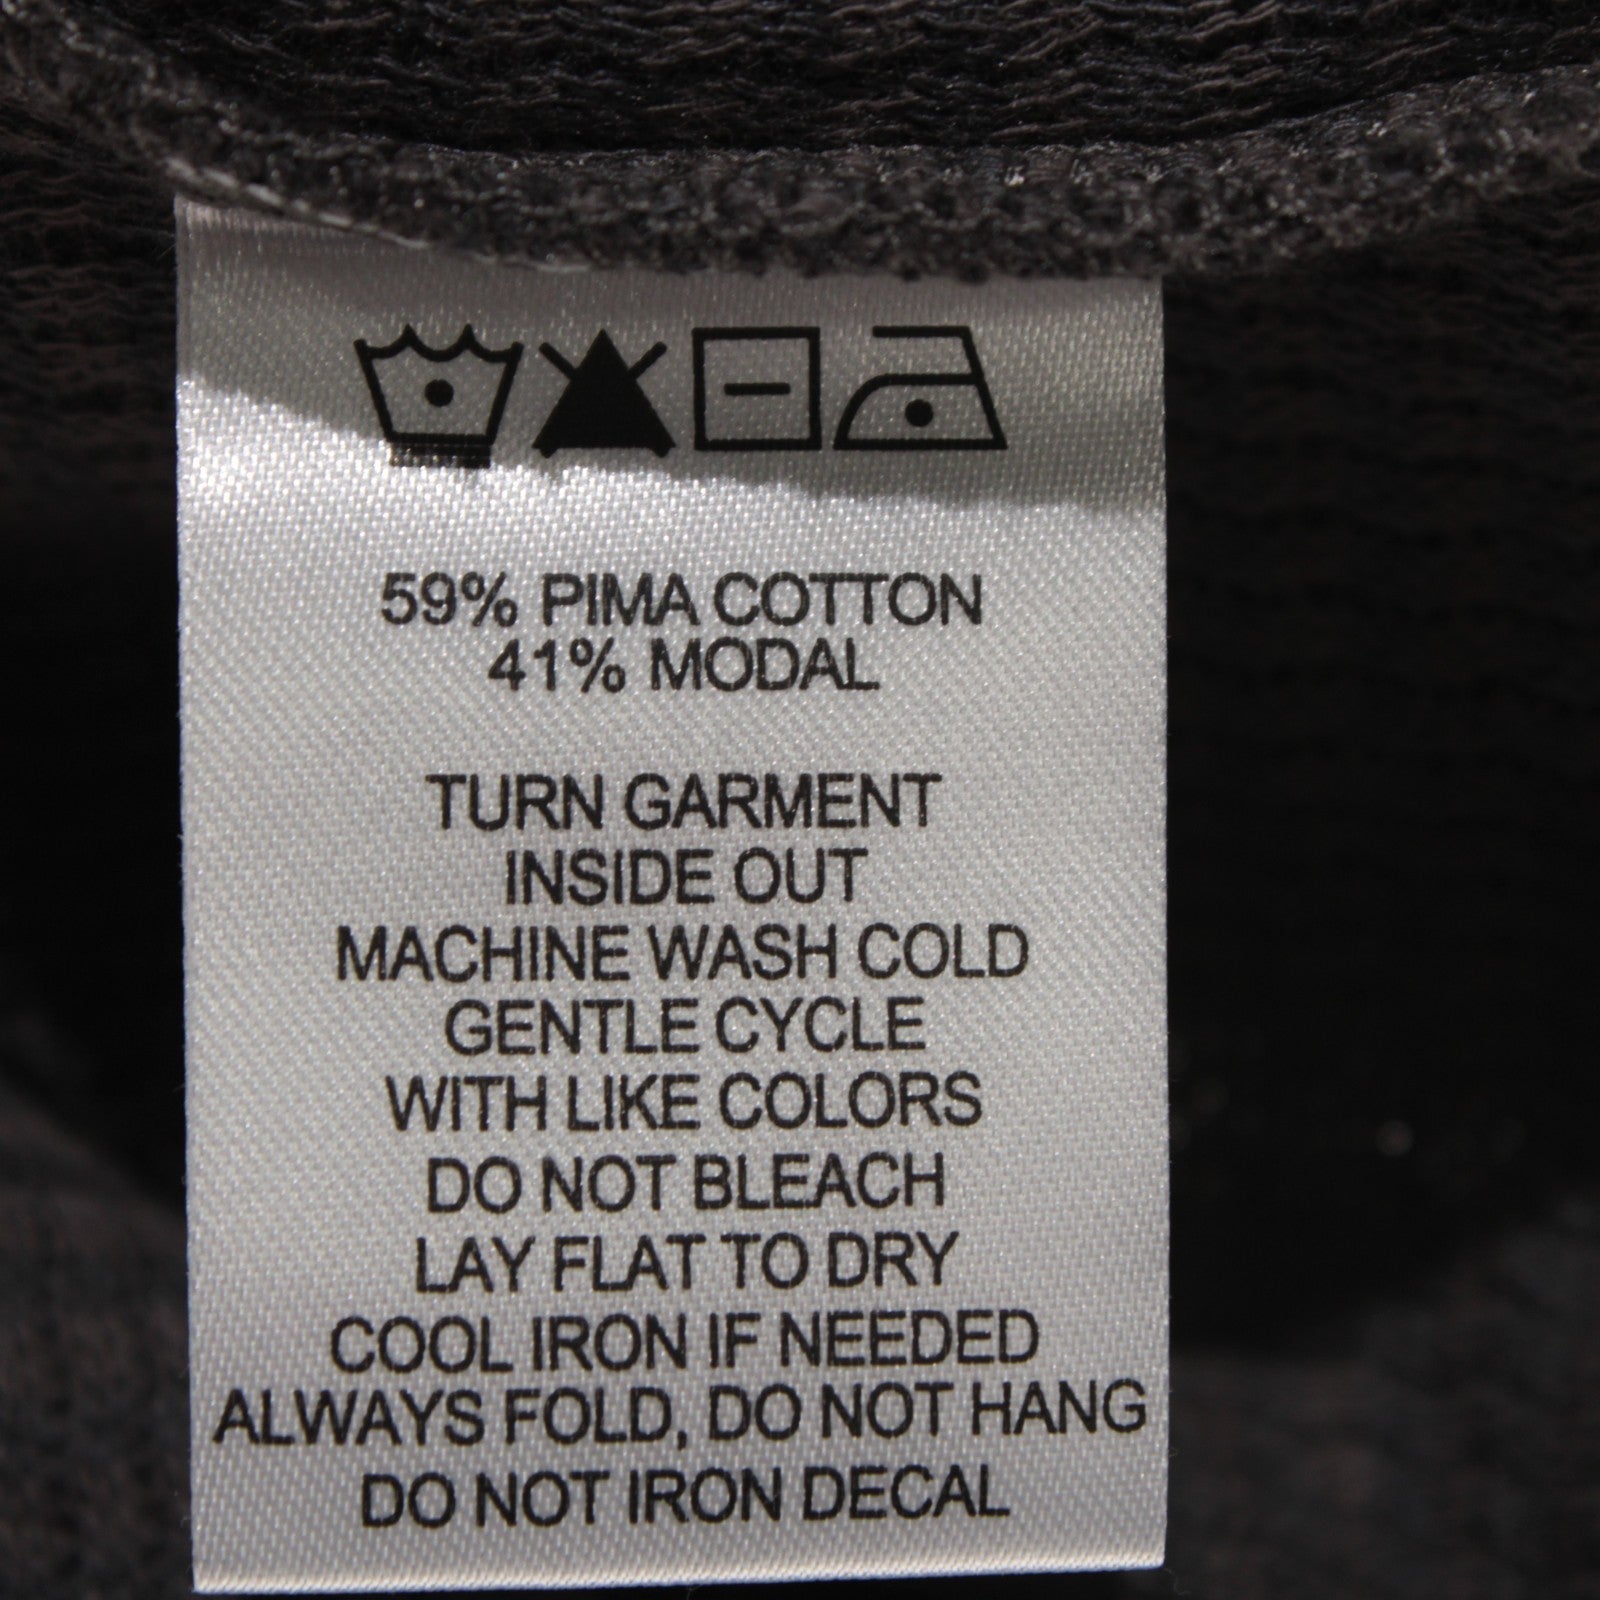 59% PIMA COTTON
41% MODAL
TURN GARMENT
INSIDE OUT
MACHINE WASH COLD
GENTLE CYCLE
WITH LIKE COLORS
DO NOT BLEACH
LAY FLAT TO DRY
COOL IRON IF NEEDED
ALWAYS FOLD, DO NOT HANG
DO NOT IRON DECAL